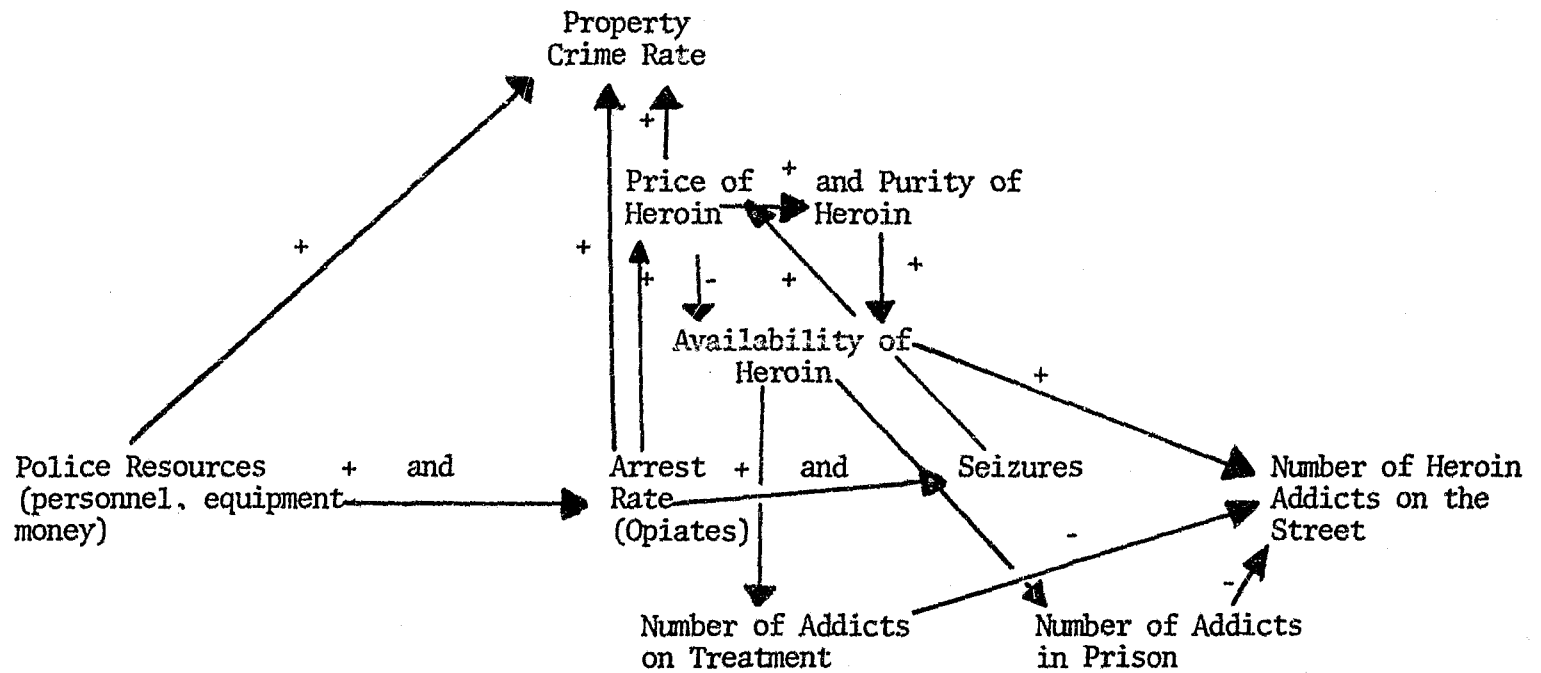 Property
Crime Rate
+
+
Price of
Heroin
and Purity of
Heroin
+
+
+
-
+
+
Availability of
Heroin
+
Police Resources
(personnel, equipment
money)
+ and
Arrest
Rate
(Opiates)
+ and
Seizures
Number of Heroin
Addicts on the
Street
-
-
Number of Addicts
on Treatment
Number of Addicts
in Prison